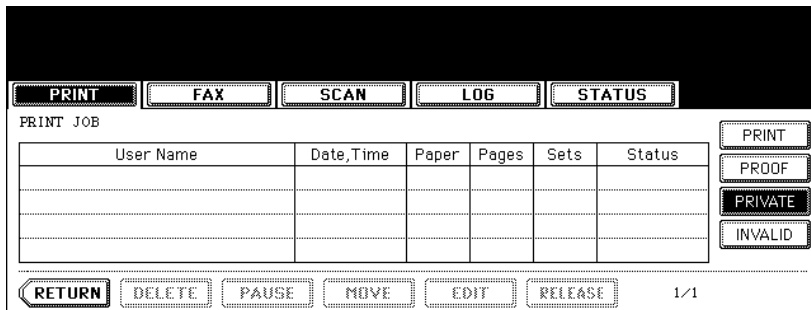 PRINT FAX SCAN LOG STATUS
PRINT JOB
User Name Date,Time Paper Pages Sets Status
PRINT
PROOF
PRIVATE
INVALID
RETURN DELETE PAUSE MOVE EDIT RELEASE 1/1